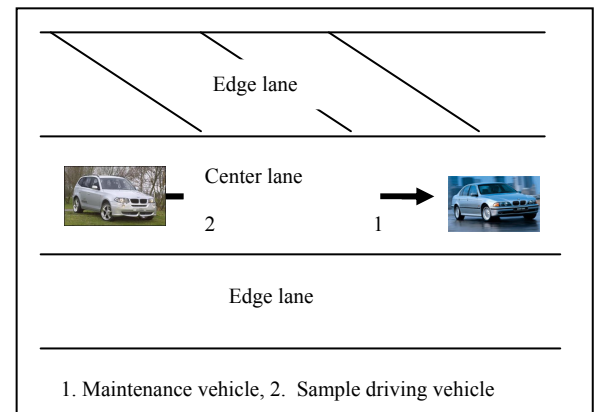 Edge lane
Center lane
2 1
Edge lane
1. Maintenance vehicle, 2. Sample driving vehicle